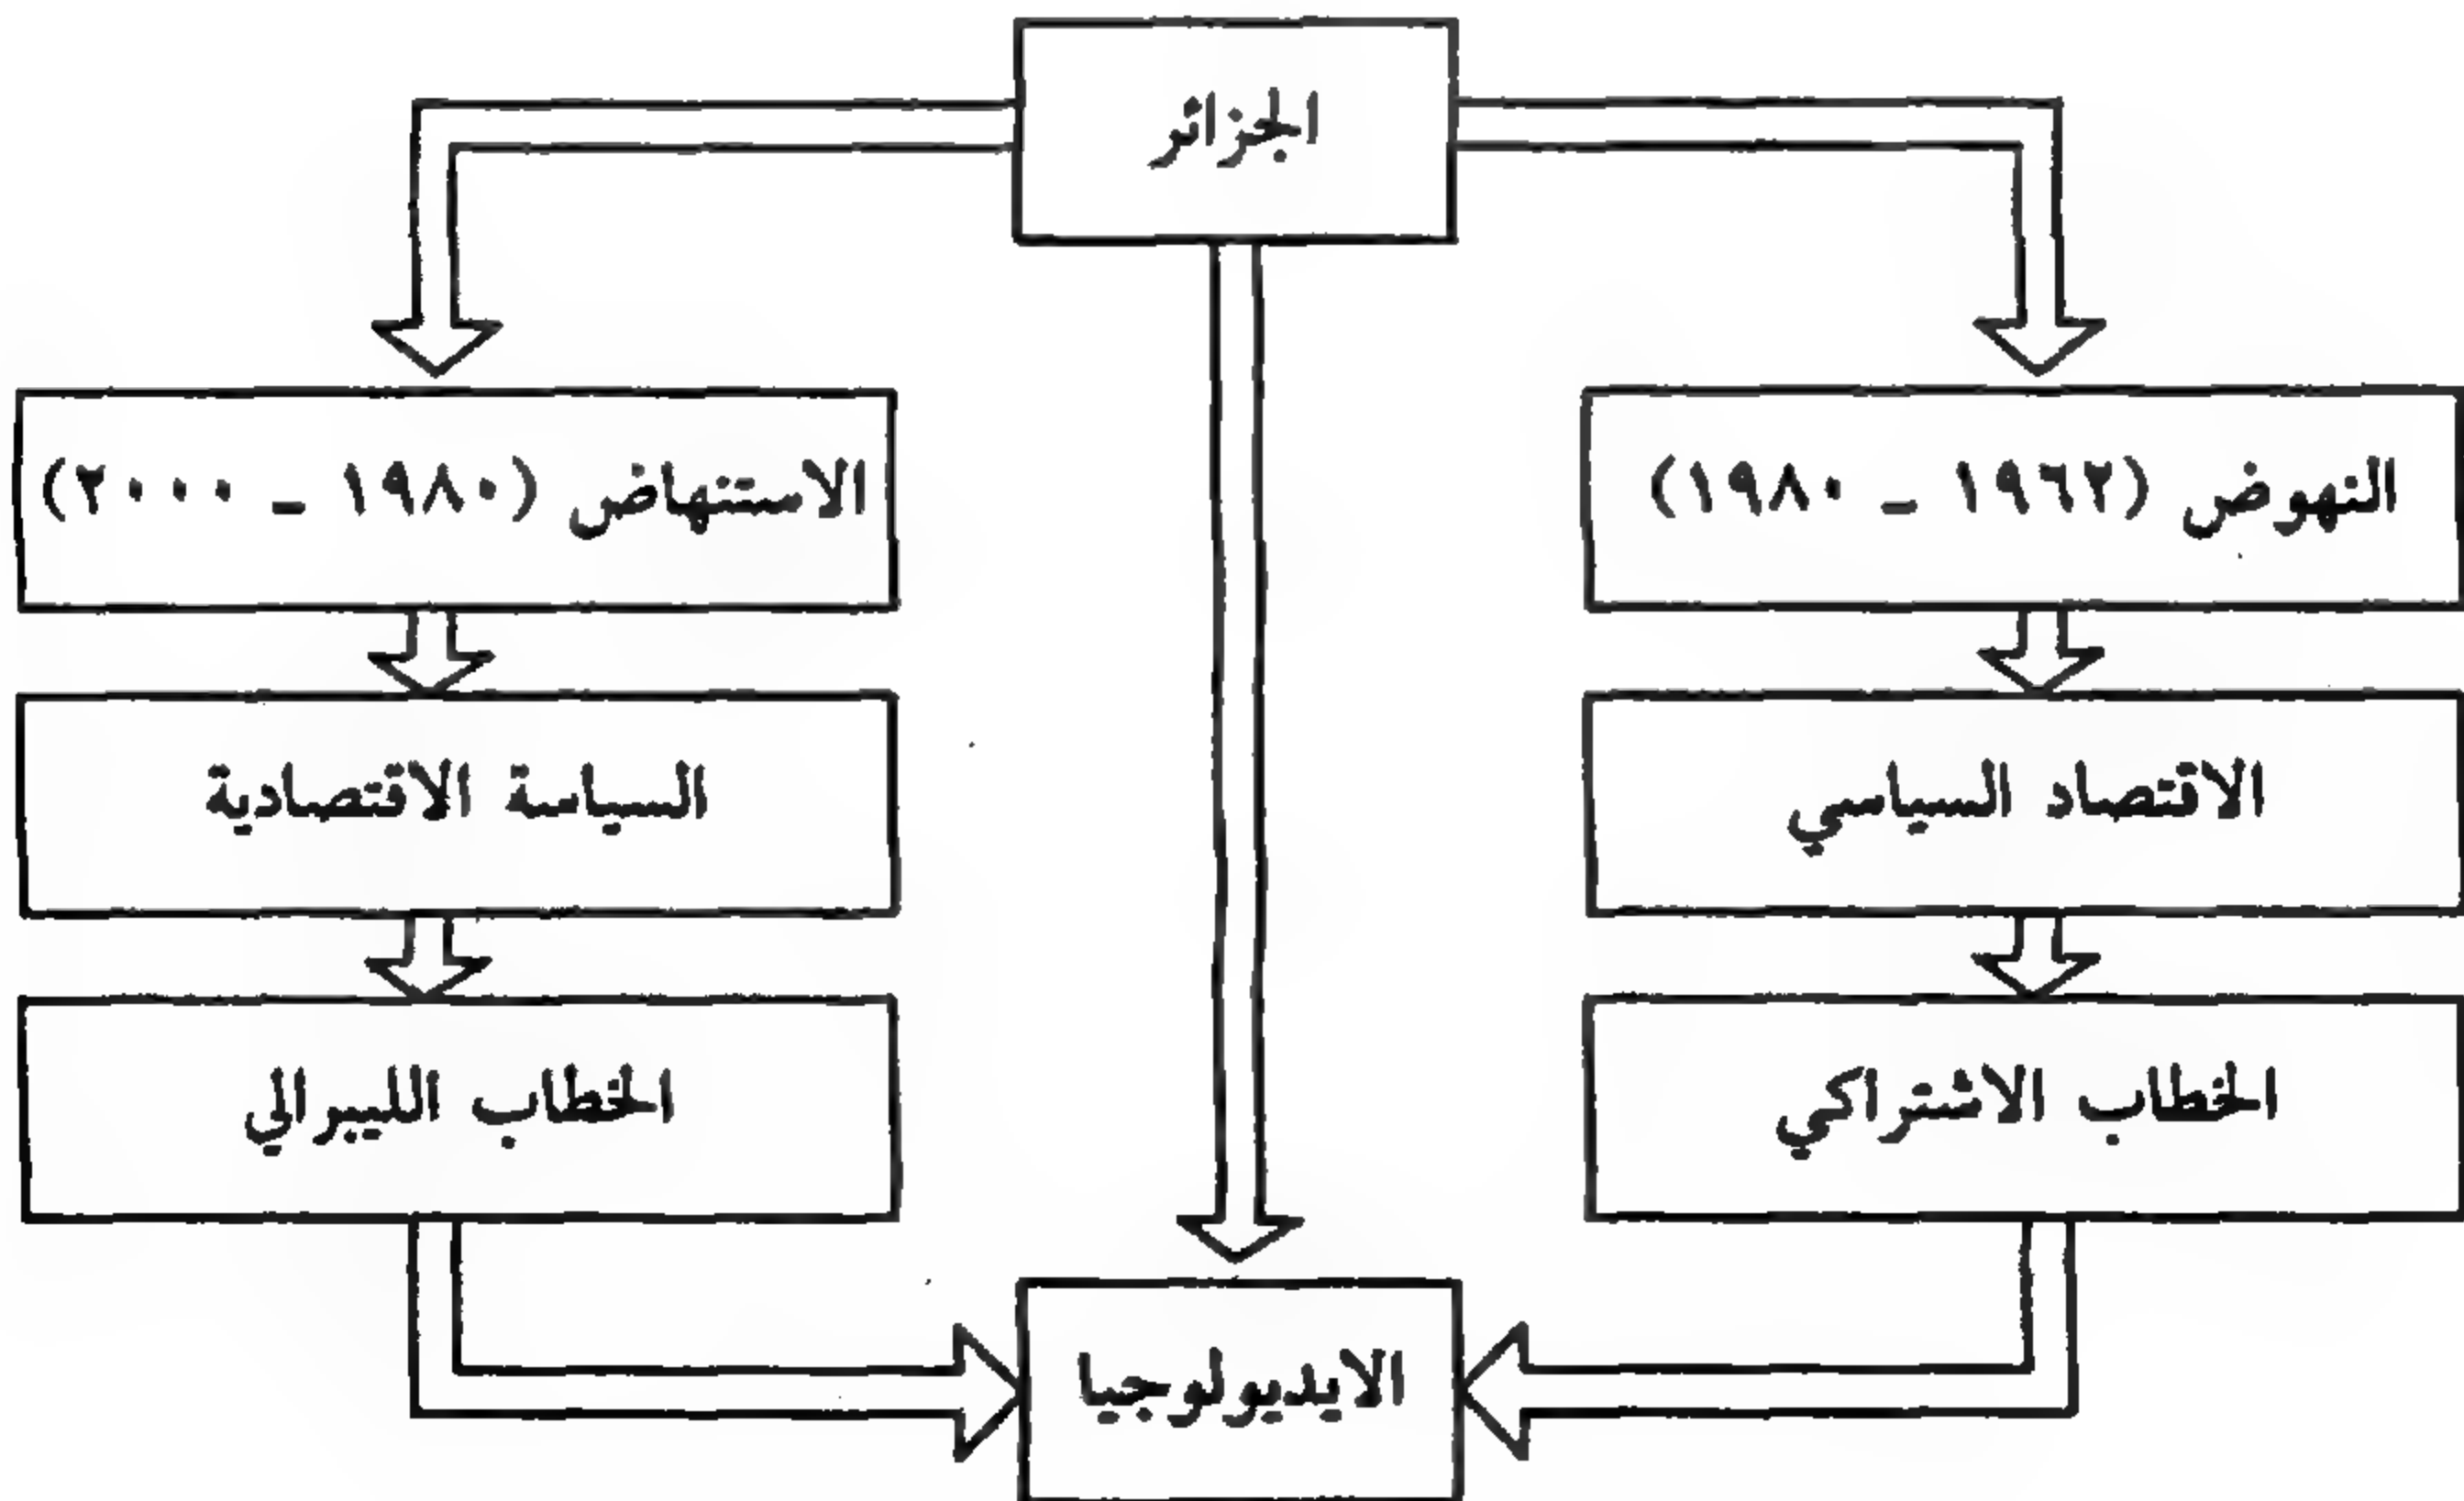 الجزائر
النهوض (١٩٦٢ ـ ١٩٨٠)
الاستنهاض (١٩٨٠ ـ ٢٠٠٠)
الاقتصاد السياسي
السياسة الاقتصادية
الخطاب الاشتراكي
الخطاب الليبرالي
الايديولوجيا